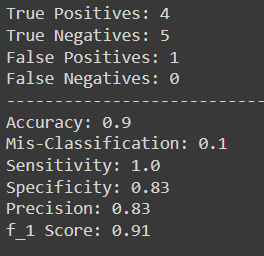 True Positives: 4
True Negatives: 5
False Positives: 1
False Negatives: 0
----------------------------
Accuracy: 0.9
Mis-Classification: 0.1
Sensitivity: 1.0
Specificity: 0.83
Precision: 0.83
f_1 Score: 0.91